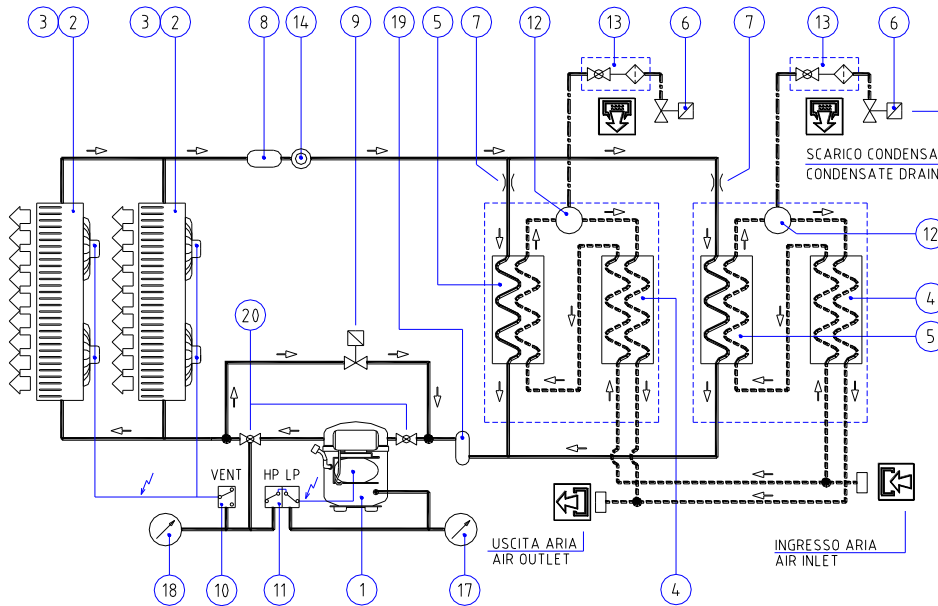 3 2 3 2 8 14 9 19 5 7 12 13 6 7 13 6
SCARICO CONDENSA
CONDENSATE DRAIN
12
4
5
20
VENT HP LP
USCITA ARIA
AIR OUTLET
INGRESSO ARIA
AIR INLET
18 10 11 1 17 4